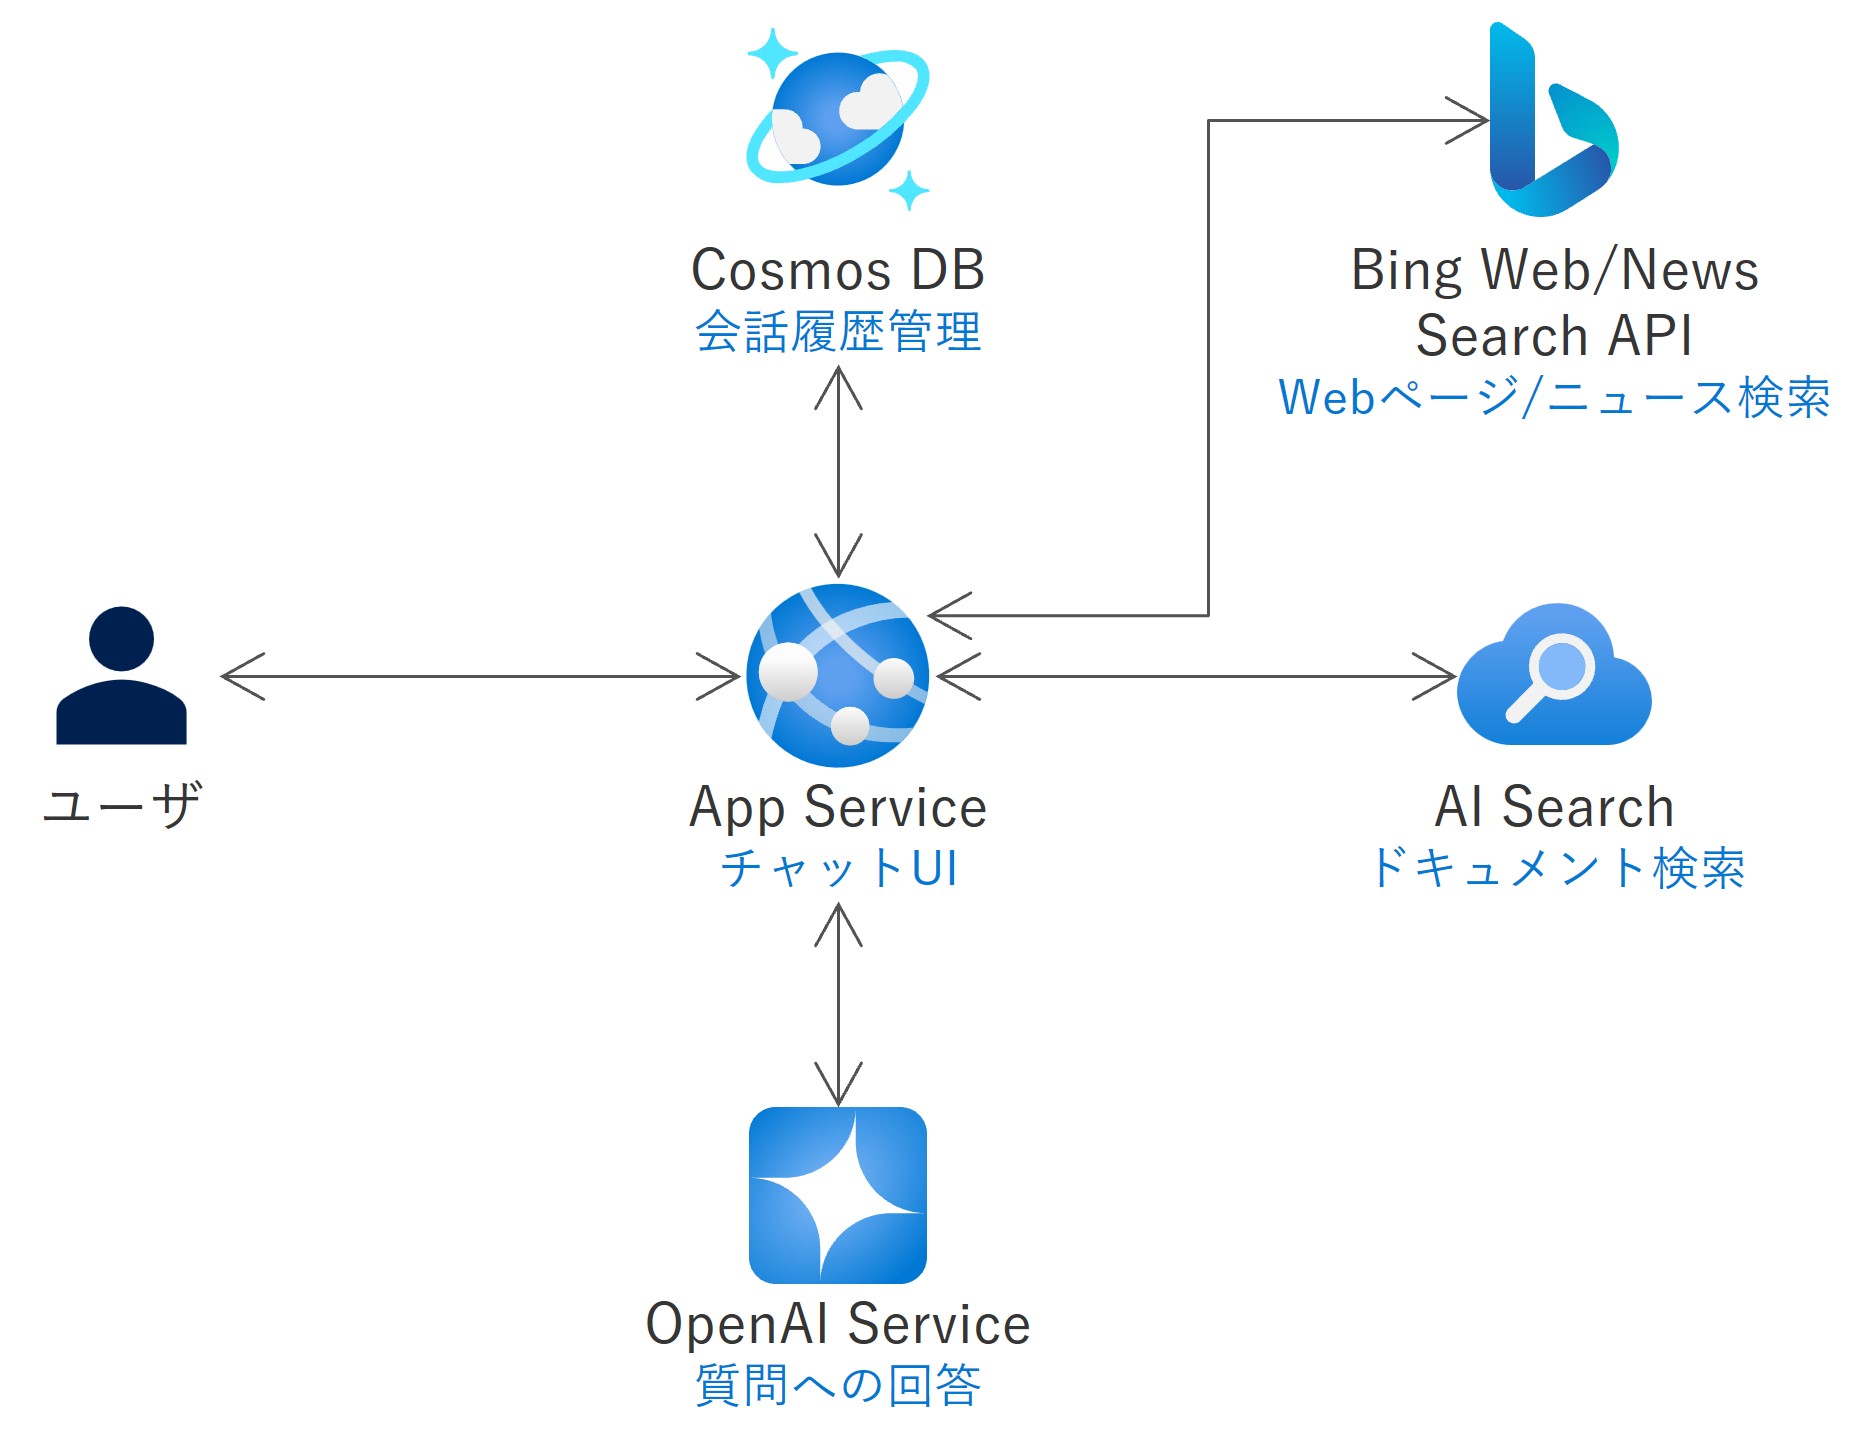 Cosmos DB
会話履歴管理
Bing Web/News
Search API
Webページ/ニュース検索
ユーザ
App Service
チャットUI
AI Search
ドキュメント検索
OpenAI Service
質問への回答